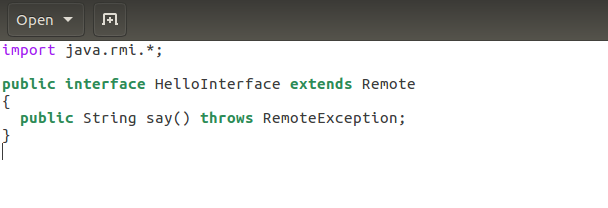 Open
import java.rmi.*;
public interface HelloInterface extends Remote
{
  public String say() throws RemoteException;
}